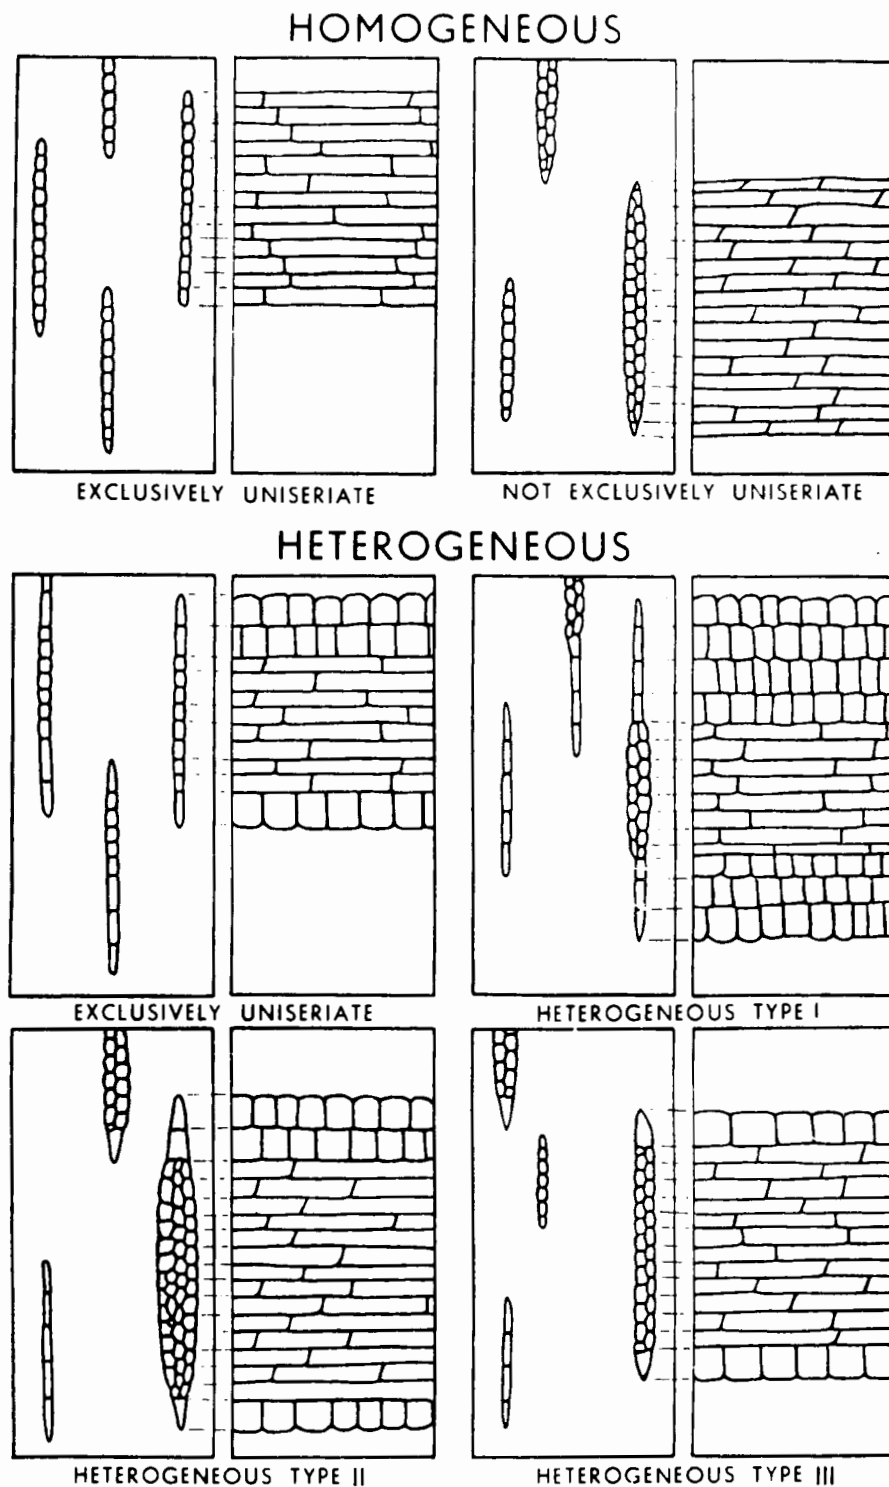 HOMOGENEOUS
EXCLUSIVELY UNISERIATE
NOT EXCLUSIVELY UNISERIATE
HETEROGENEOUS
EXCLUSIVELY UNISERIATE
HETEROGENEOUS TYPE I
HETEROGENEOUS TYPE II
HETEROGENEOUS TYPE III